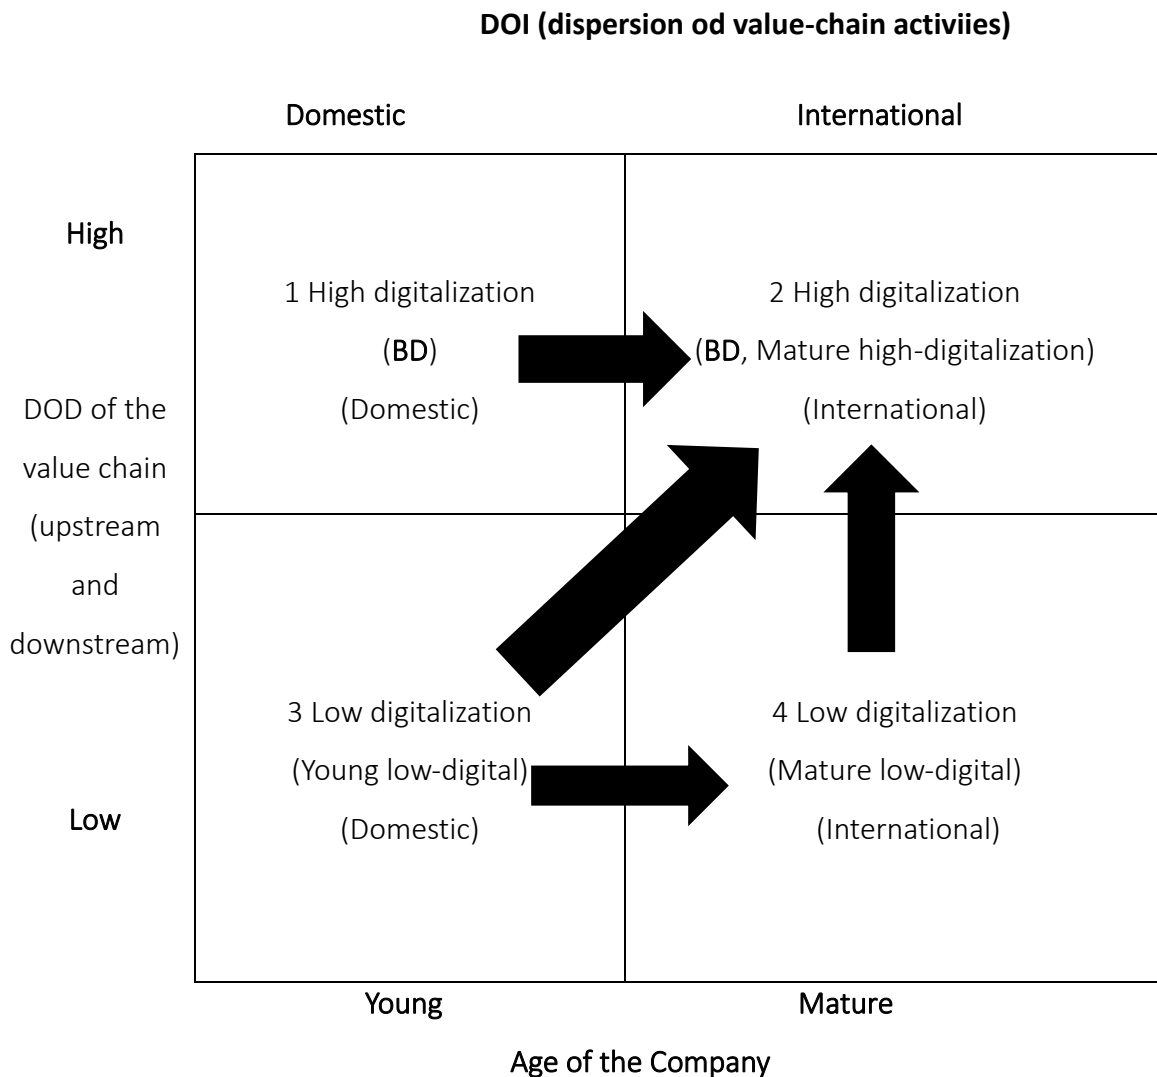 DOI (dispersion od value-chain activiies)
Domestic
International
High
1 High digitalization
(BD)
(Domestic)
2 High digitalization
(BD, Mature high-digitalization)
(International)
DOD of the
value chain
(upstream
and
downstream)
3 Low digitalization
(Young low-digital)
(Domestic)
4 Low digitalization
(Mature low-digital)
(International)
Low
Young
Mature
Age of the Company